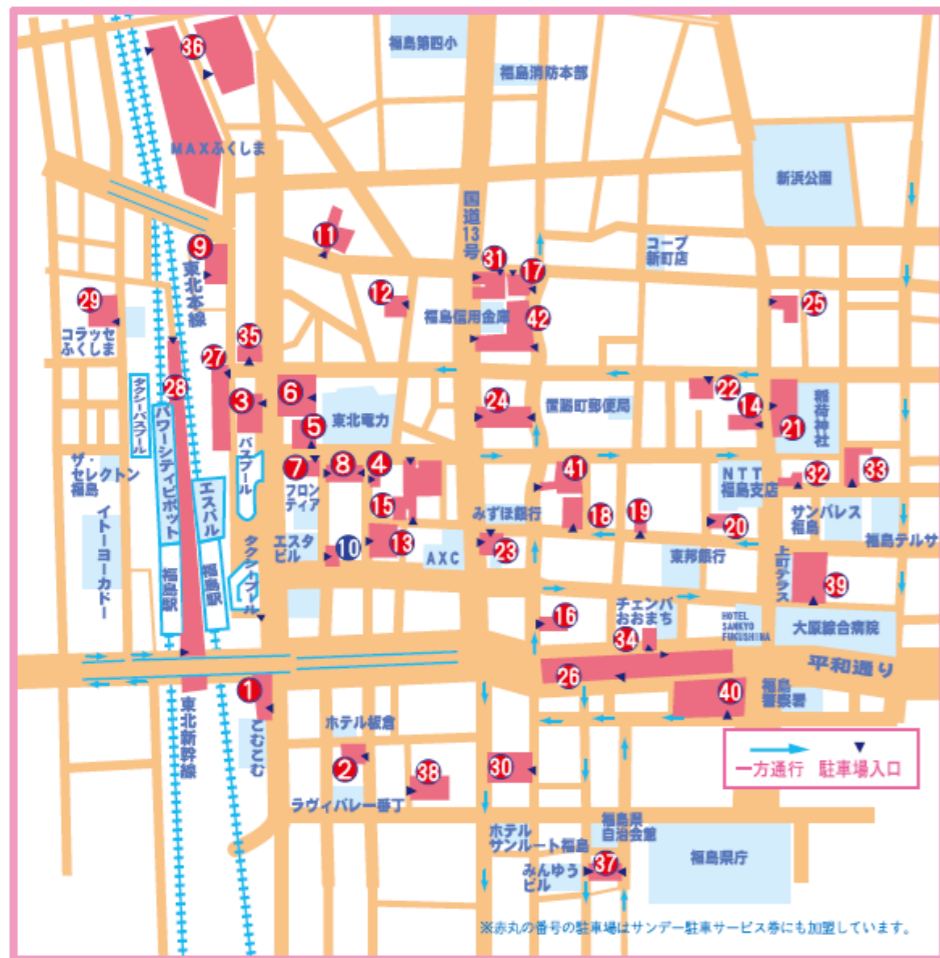 36
福島第四小
福島消防本部
MAXふくしま
新浜公園
国道13号
11
9
東北本線
31
17
コープ
新町店
29
12
福島信用金庫
42
25
コラッセ
ふくしま
35
27
28
3
6
22
タクシーバスプール
パワーシティピボット
東北電力
24
置賜町郵便局
14
21
稲荷神社
5
バスプール
ザ・
セレクトン
福島
7
8
4
41
NTT
福島支店
32
33
エスパル
フロン
ティア
15
みずほ銀行
18
19
20
サンパレス
福島
イトーヨーカドー
エスタ
ビル
10
13
AXC
23
東邦銀行
福島テルサ
福島駅
福島駅
タクシープール
上町テラス
39
16
チェンバ
おおまち
HOTEL
SANKYO
FUKUSHIMA
大原綜合病院
34
26
平和通り
1
40
福島
警察署
東北新幹線
こむこむ
ホテル板倉
2
38
30
一方通行
駐車場入口
ラヴィバレー一番丁
ホテル
サンルート福島
福島県
自治会館
福島県庁
みんゆう
ビル
37
※赤丸の番号の駐車場はサンデー駐車サービス券にも加盟しています。